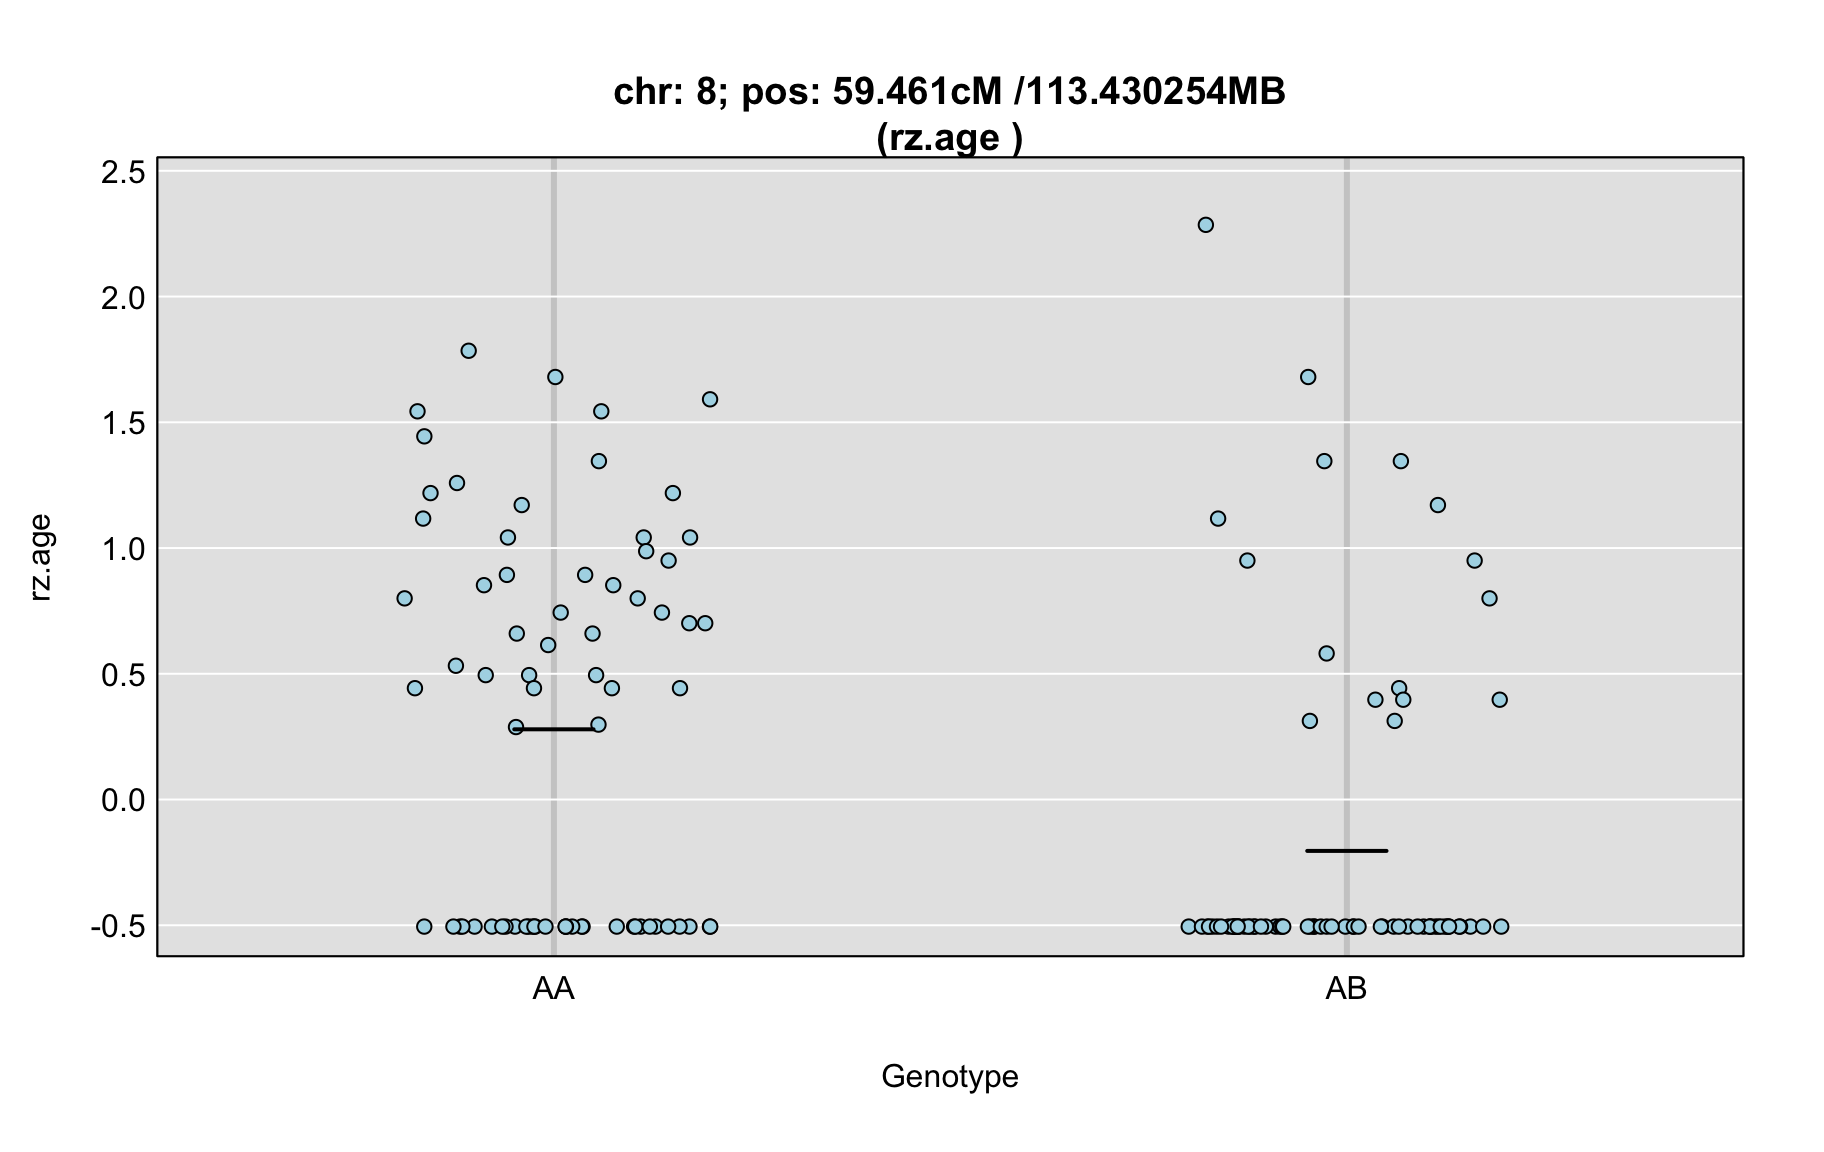 chr: 8; pos: 59.461cM /113.430254MB
(rz.age )
2.5
2.0
1.5
1.0
0.5
0.0
-0.5
rz.age
AA
AB
Genotype